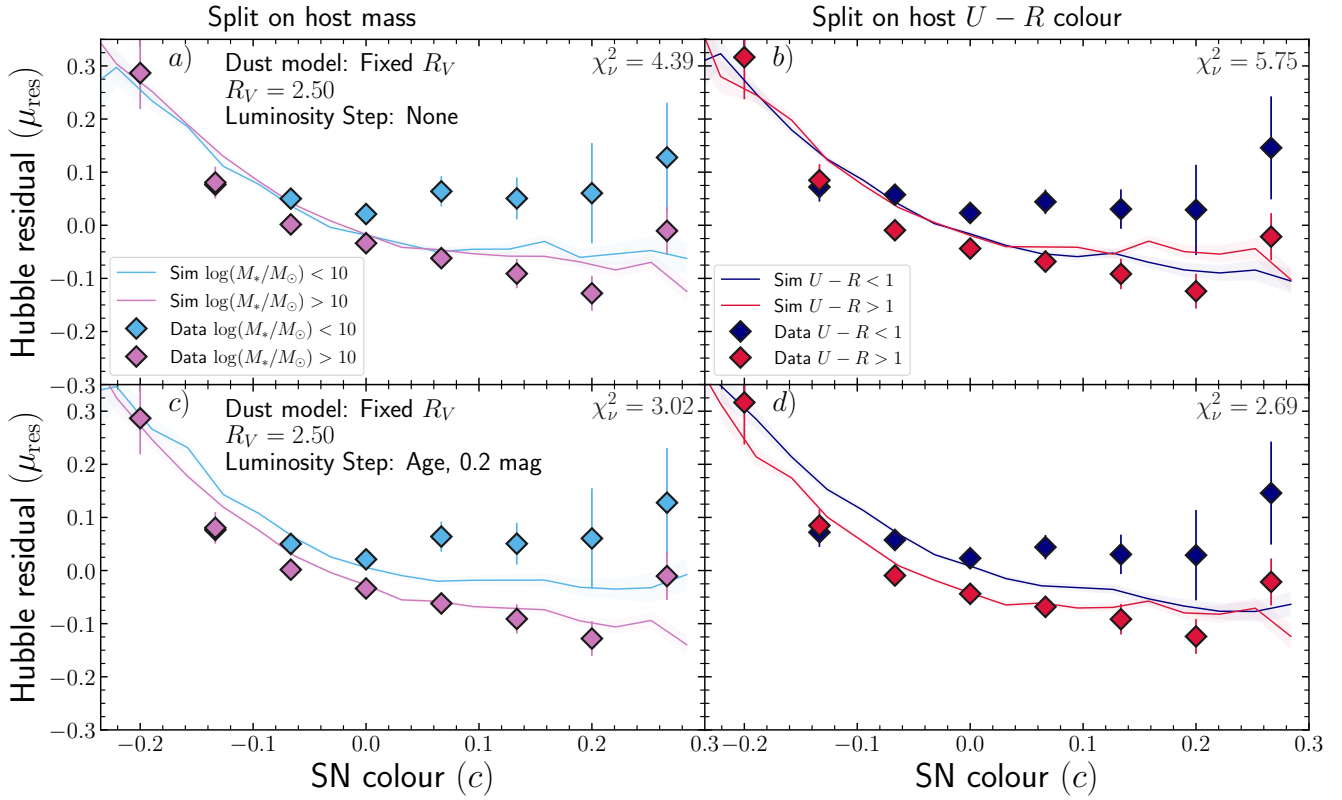 Split on host mass
Split on host U − R colour
a)
Dust model: Fixed R_V
R_V = 2.50
Luminosity Step: None
χ²_ν = 4.39
b)
χ²_ν = 5.75
Hubble residual (μ_res)
0.3
0.2
0.1
0.0
−0.1
−0.2
−0.3
Sim log(M_*/M_⊙) < 10
Sim log(M_*/M_⊙) > 10
Data log(M_*/M_⊙) < 10
Data log(M_*/M_⊙) > 10
Sim U − R < 1
Sim U − R > 1
Data U − R < 1
Data U − R > 1
c)
Dust model: Fixed R_V
R_V = 2.50
Luminosity Step: Age, 0.2 mag
χ²_ν = 3.02
d)
χ²_ν = 2.69
Hubble residual (μ_res)
0.3
0.2
0.1
0.0
−0.1
−0.2
−0.3
−0.2 −0.1 0.0 0.1 0.2 0.3
−0.2 −0.1 0.0 0.1 0.2 0.3
SN colour (c)
SN colour (c)